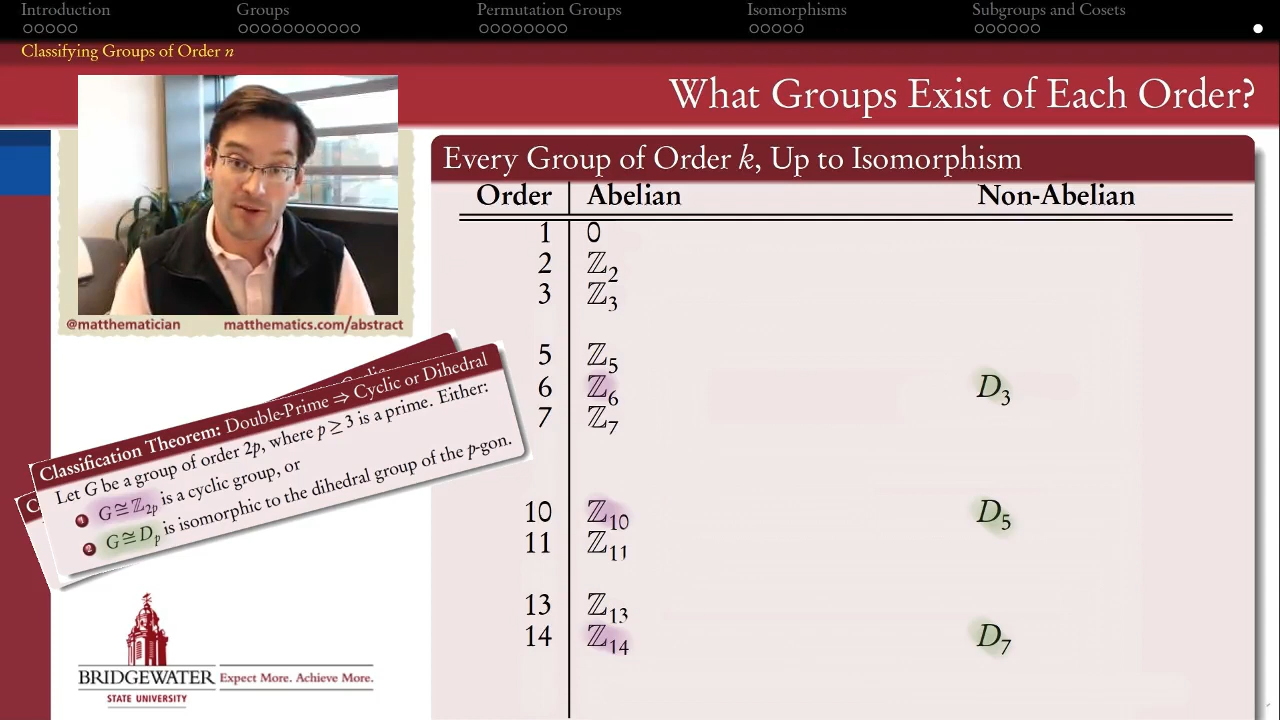 Introduction Groups Permutation Groups Isomorphisms Subgroups and Cosets
Classifying Groups of Order n
What Groups Exist of Each Order?
@matthematician matthematics.com/abstract
Classification Theorem: Double-Prime ⇒ Cyclic or Dihedral
Let G be a group of order 2p, where p ≥ 3 is a prime. Either:
1 G ≅ ℤ₂ₚ is a cyclic group, or
2 G ≅ Dₚ is isomorphic to the dihedral group of the p-gon.
BRIDGEWATER Expect More. Achieve More.
STATE UNIVERSITY
Every Group of Order k, Up to Isomorphism
Order Abelian Non-Abelian
1 0
2 ℤ₂
3 ℤ₃
5 ℤ₅
6 ℤ₆ D₃
7 ℤ₇
10 ℤ₁₀ D₅
11 ℤ₁₁
13 ℤ₁₃
14 ℤ₁₄ D₇